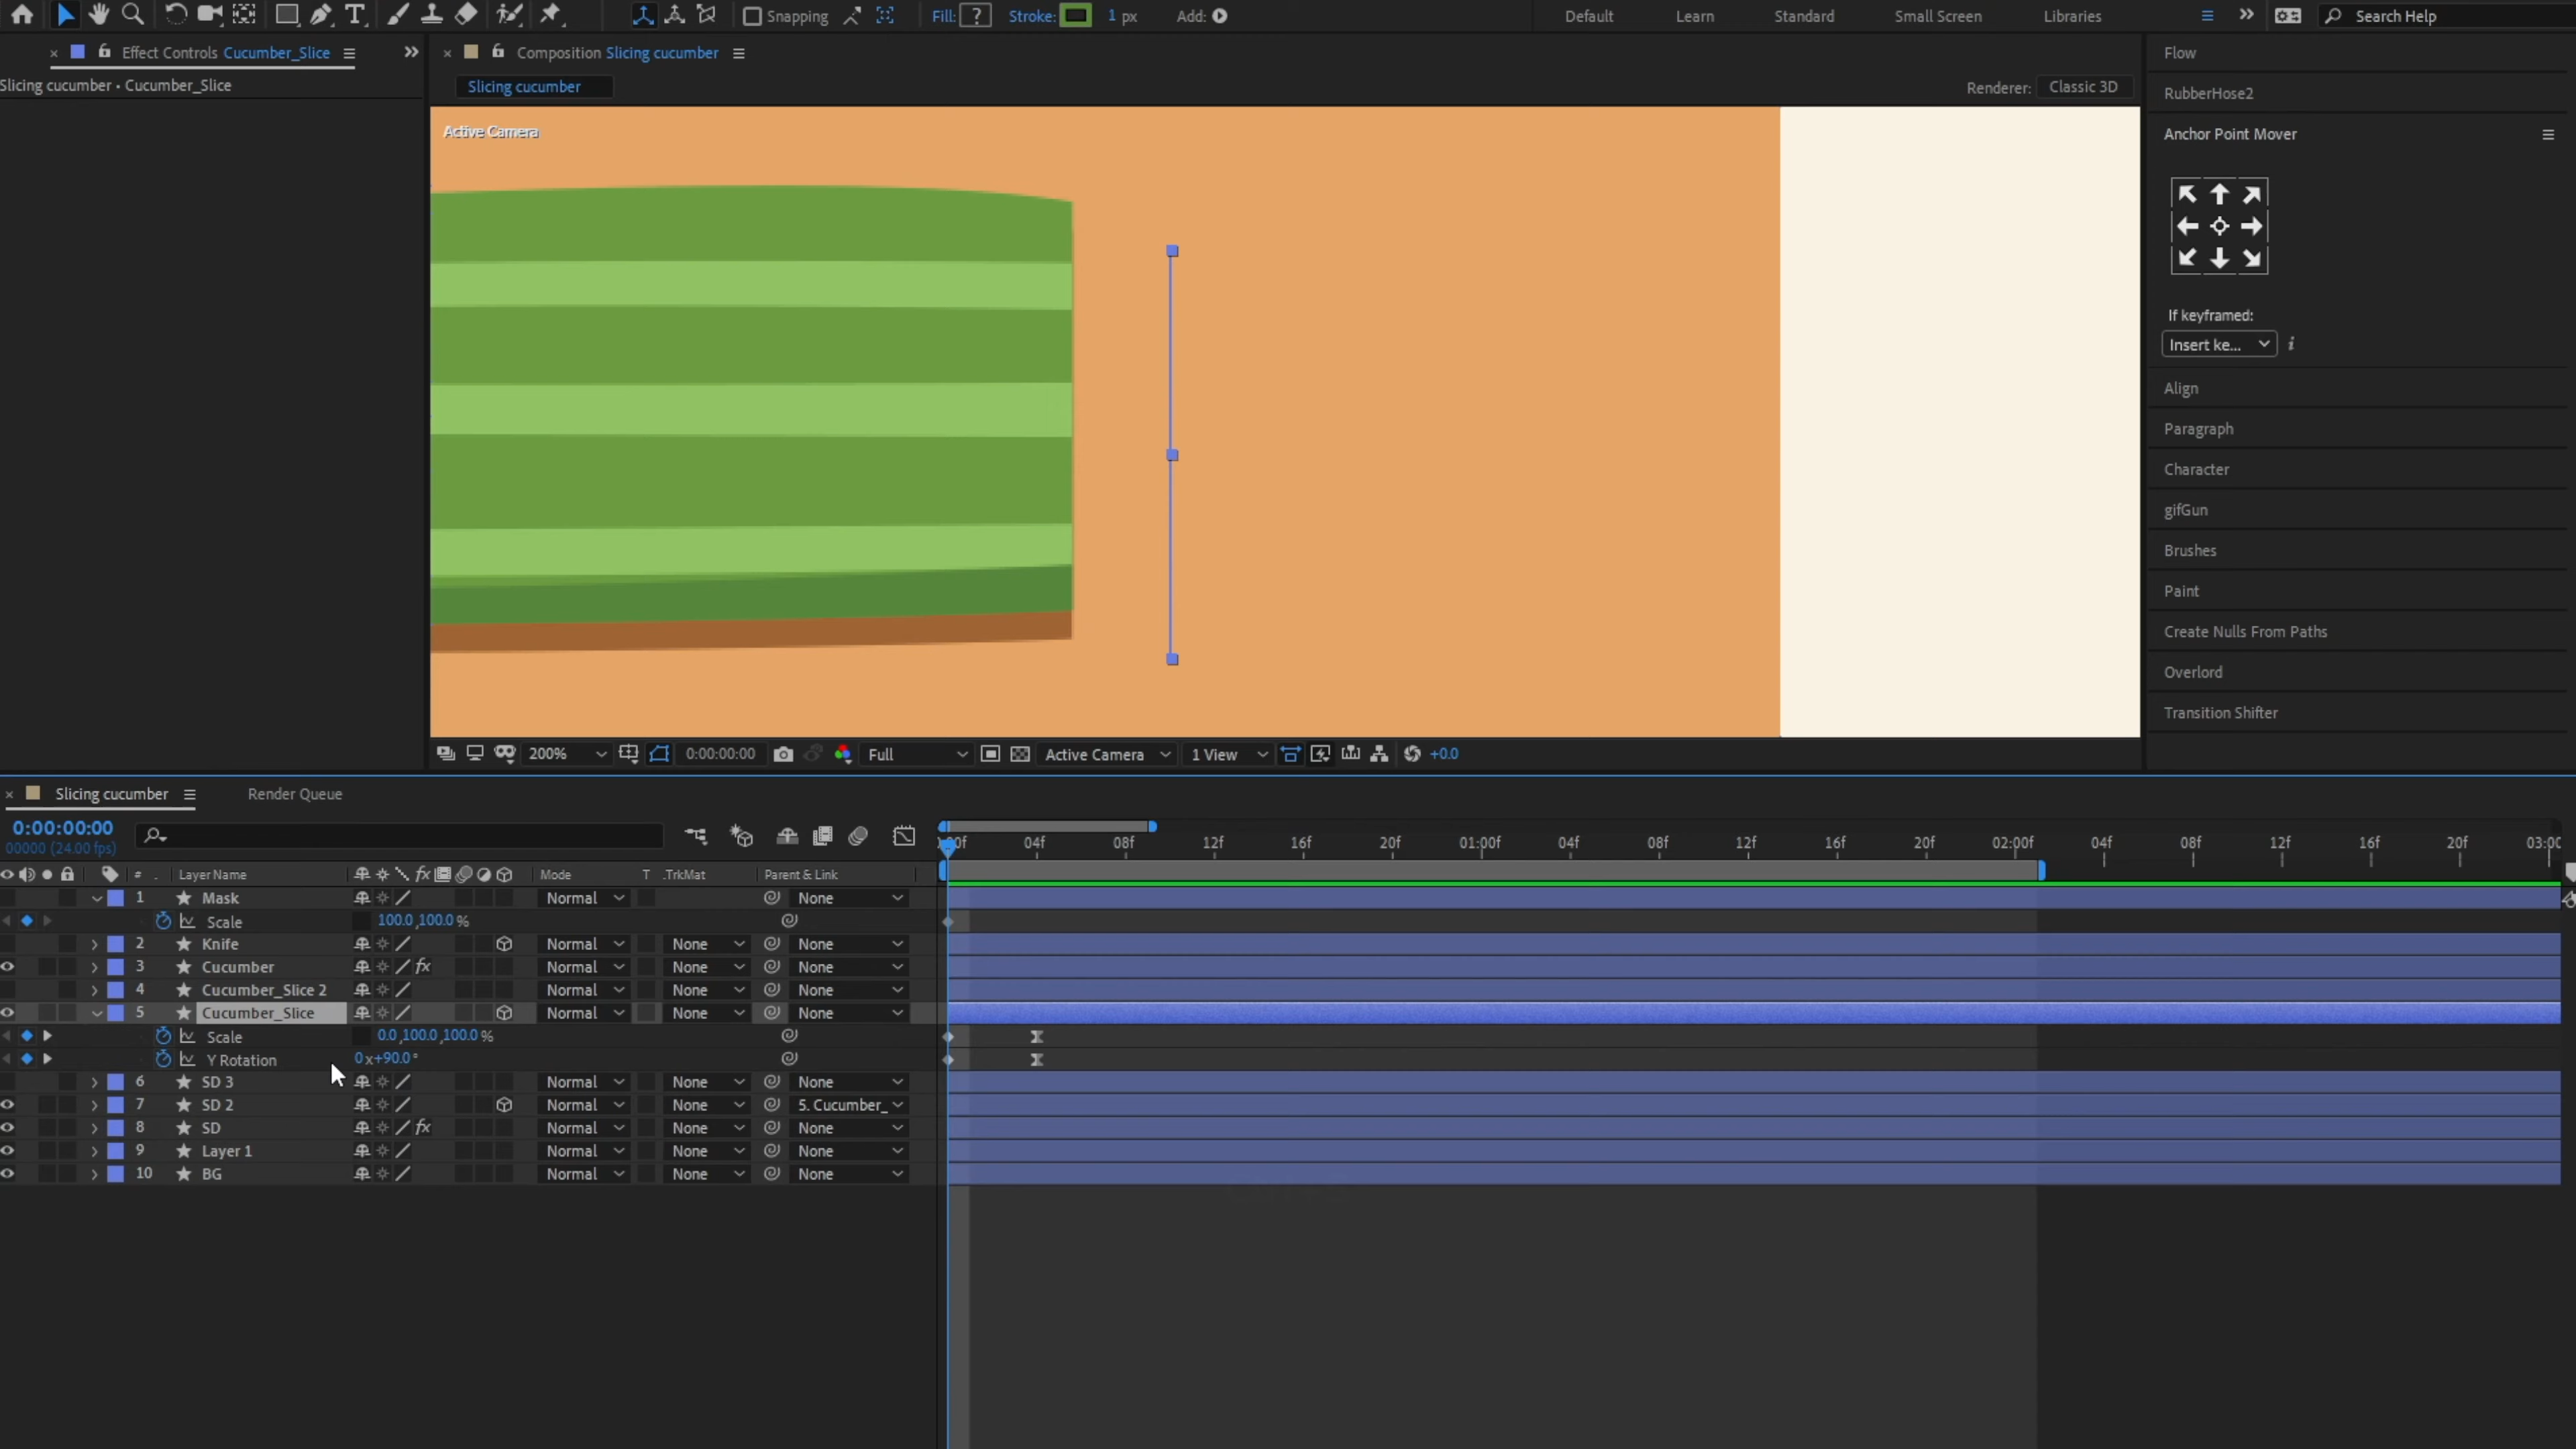 Snapping Fill: ? Stroke: 1 px Add: Default Learn Standard Small Screen Libraries Search Help
Effect Controls Cucumber_Slice
Composition Slicing cucumber
Flow
Slicing cucumber • Cucumber_Slice
Slicing cucumber
Renderer: Classic 3D
RubberHose2
Active Camera
Anchor Point Mover
If keyframed:
Insert ke...
Align
Paragraph
Character
gifGun
Brushes
Paint
Create Nulls From Paths
Overlord
Transition Shifter
200% 0:00:00:00 Full Active Camera 1 View +0.0
Slicing cucumber Render Queue
0:00:00:00
00000 (24.00 fps)
04f 08f 12f 16f 20f 01:00f 04f 08f 12f 16f 20f 02:00f 04f 08f 12f 16f 20f
# Layer Name fx Mode T .TrkMat Parent & Link
1 Mask Normal None
Scale 100.0,100.0 %
2 Knife Normal None None
3 Cucumber fx Normal None None
4 Cucumber_Slice 2 Normal None None
5 Cucumber_Slice Normal None None
Scale 0.0,100.0,100.0 %
Y Rotation 0x+90.0°
6 SD 3 Normal None None
7 SD 2 Normal None 5. Cucumber_
8 SD fx Normal None None
9 Layer 1 Normal None None
10 BG Normal None None